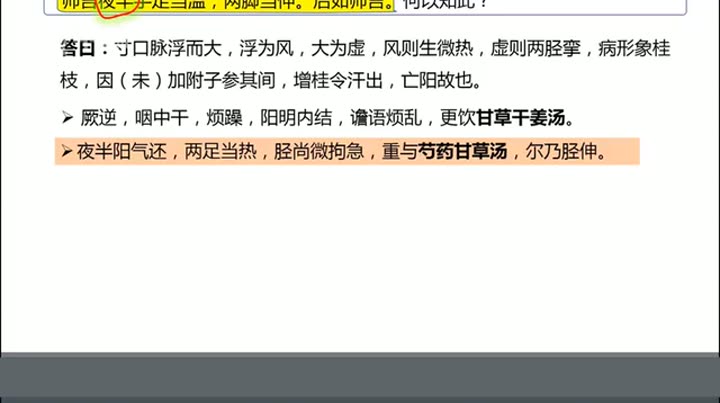 师言夜半手足当温，两脚当伸。后如师言。何以知此？
答曰：寸口脉浮而大，浮为风，大为虚，风则生微热，虚则两胫挛，病形象桂
枝，因（未）加附子参其间，增桂令汗出，亡阳故也。
➢ 厥逆，咽中干，烦躁，阳明内结，谵语烦乱，更饮甘草干姜汤。
➢ 夜半阳气还，两足当热，胫尚微拘急，重与芍药甘草汤，尔乃胫伸。